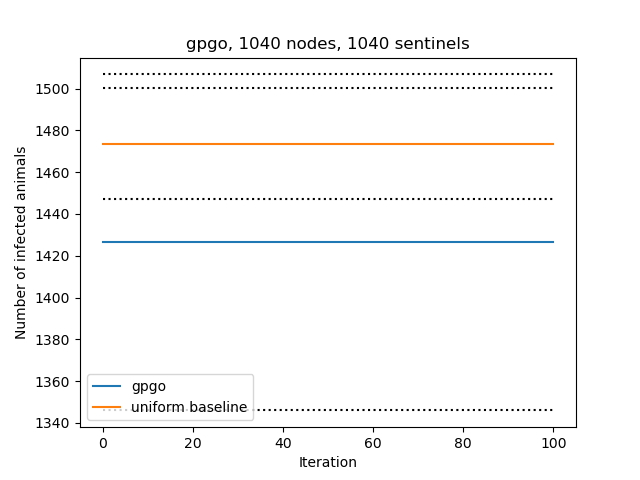 gpgo, 1040 nodes, 1040 sentinels
Number of infected animals
1500
1480
1460
1440
1420
1400
1380
1360
1340
gpgo
uniform baseline
0 20 40 60 80 100
Iteration